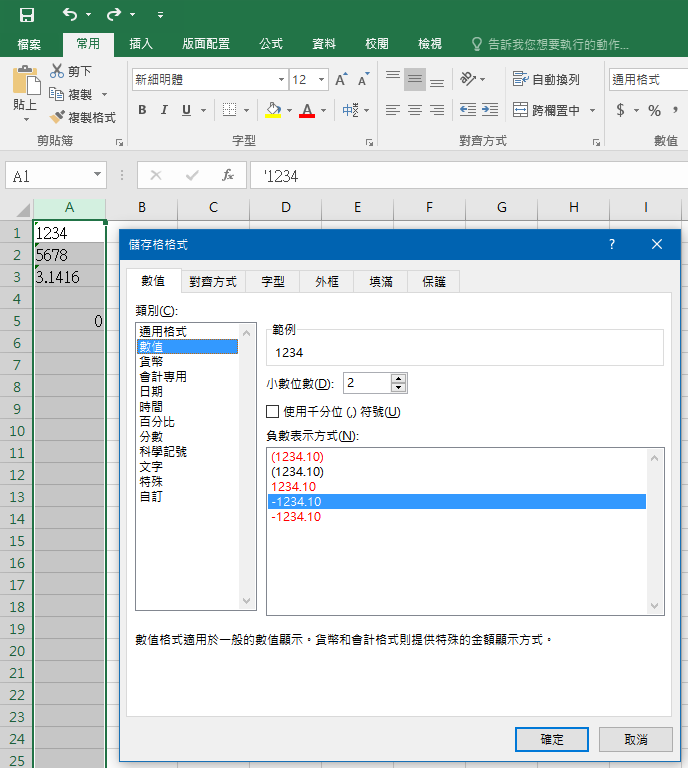 檔案 常用 插入 版面配置 公式 資料 校閱 檢視 告訴我您想要執行的動作...
貼上
剪下
複製
複製格式
剪貼簿
新細明體 12 A A
B I U A 中
字型
自動換列
跨欄置中
對齊方式
通用格式
$ % ,
數值
A1 fx '1234
A B C D E F G H I
1 1234
2 5678
3 3.1416
4
5 0
6
7
8
9
10
11
12
13
14
15
16
17
18
19
20
21
22
23
24
25
儲存格格式 ?
數值 對齊方式 字型 外框 填滿 保護
類別(C):
通用格式
數值
貨幣
會計專用
日期
時間
百分比
分數
科學記號
文字
特殊
自訂
範例
1234
小數位數(D): 2
使用千分位 (,) 符號(U)
負數表示方式(N):
(1234.10)
(1234.10)
1234.10
-1234.10
-1234.10
數值格式適用於一般的數值顯示。貨幣和會計格式則提供特殊的金額顯示方式。
確定 取消